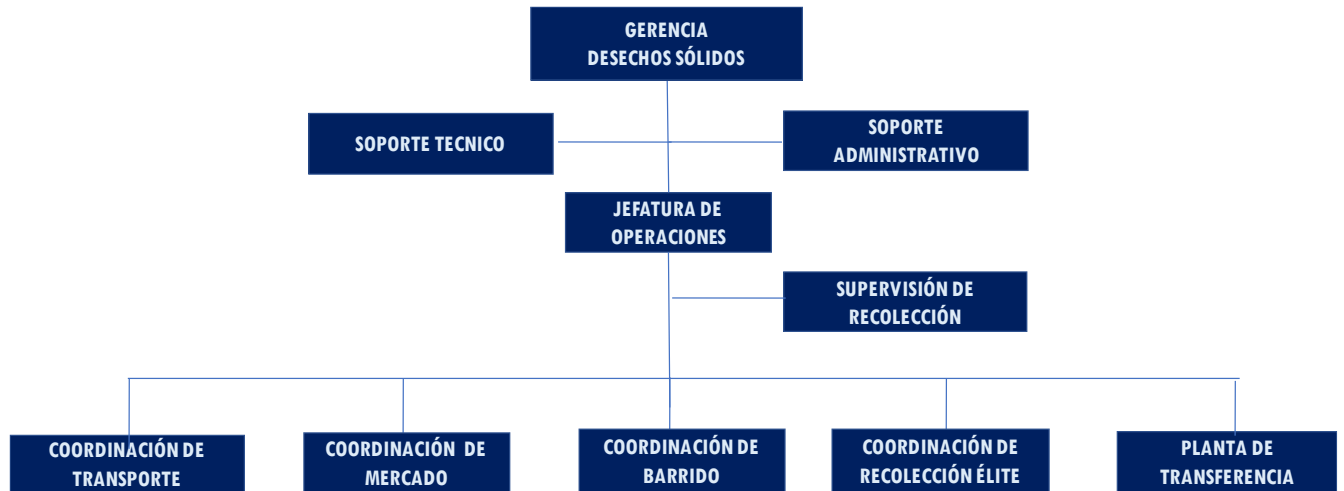 GERENCIA
DESECHOS SÓLIDOS
SOPORTE TECNICO
SOPORTE
ADMINISTRATIVO
JEFATURA DE
OPERACIONES
SUPERVISIÓN DE
RECOLECCIÓN
COORDINACIÓN DE
TRANSPORTE
COORDINACIÓN DE
MERCADO
COORDINACIÓN DE
BARRIDO
COORDINACIÓN DE
RECOLECCIÓN ÉLITE
PLANTA DE
TRANSFERENCIA